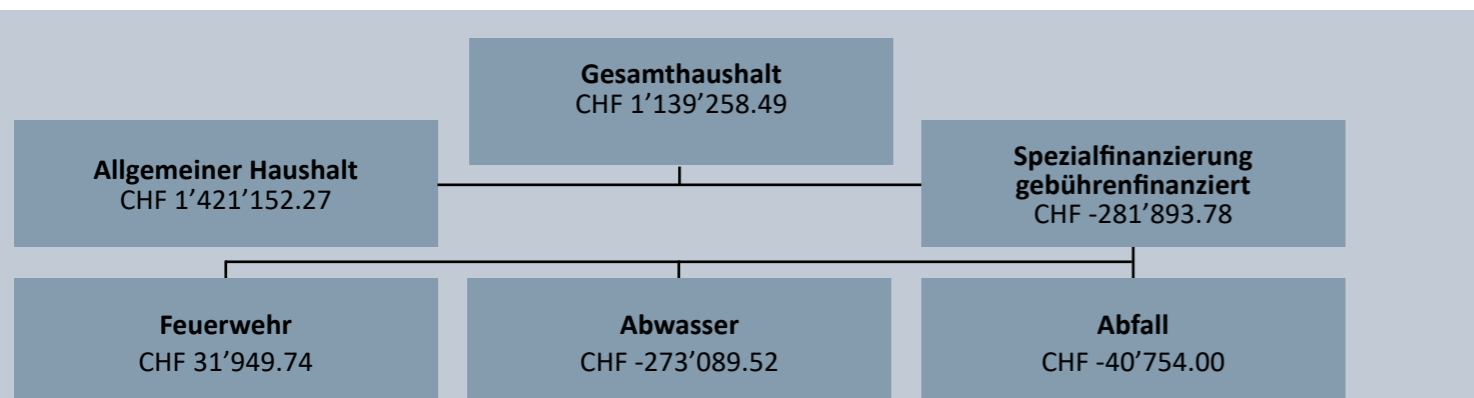 Gesamthaushalt
CHF 1’139’258.49
Allgemeiner Haushalt
CHF 1’421’152.27
Spezialfinanzierung
gebührenfinanziert
CHF -281’893.78
Feuerwehr
CHF 31’949.74
Abwasser
CHF -273’089.52
Abfall
CHF -40’754.00